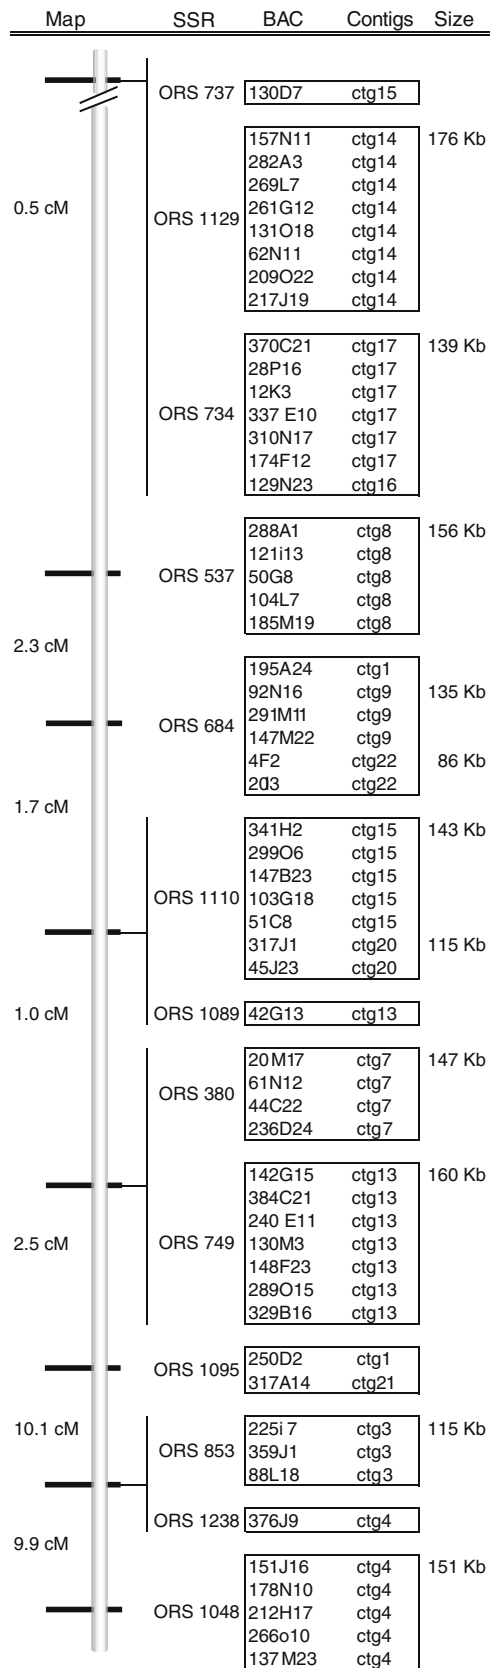 Map SSR BAC Contigs Size
ORS 737 130D7 ctg15
157N11 ctg14 176 Kb
282A3 ctg14
269L7 ctg14
0.5 cM 261G12 ctg14
ORS 1129 131O18 ctg14
62N11 ctg14
209O22 ctg14
217J19 ctg14
370C21 ctg17 139 Kb
28P16 ctg17
12K3 ctg17
ORS 734 337 E10 ctg17
310N17 ctg17
174F12 ctg17
129N23 ctg16
288A1 ctg8 156 Kb
121i13 ctg8
ORS 537 50G8 ctg8
104L7 ctg8
185M19 ctg8
2.3 cM
195A24 ctg1
92N16 ctg9 135 Kb
ORS 684 291M11 ctg9
147M22 ctg9
4F2 ctg22 86 Kb
ctg22
1.7 cM
341H2 ctg15 143 Kb
299O6 ctg15
147B23 ctg15
ORS 1110 103G18 ctg15
51C8 ctg15
317J1 ctg20 115 Kb
45J23 ctg20
1.0 cM ORS 1089 42G13 ctg13
20 M17 ctg7 147 Kb
61N12 ctg7
ORS 380 44C22 ctg7
236D24 ctg7
142G15 ctg13 160 Kb
384C21 ctg13
240 E11 ctg13
2.5 cM ORS 749 130M3 ctg13
148F23 ctg13
289O15 ctg13
329B16 ctg13
ORS 1095 250D2 ctg1
317A14 ctg21
10.1 cM 225i 7 ctg3 115 Kb
ORS 853 359J1 ctg3
88L18 ctg3
ORS 1238 376J9 ctg4
9.9 cM
151J16 ctg4 151 Kb
178N10 ctg4
ORS 1048 212H17 ctg4
266o10 ctg4
137 M23 ctg4